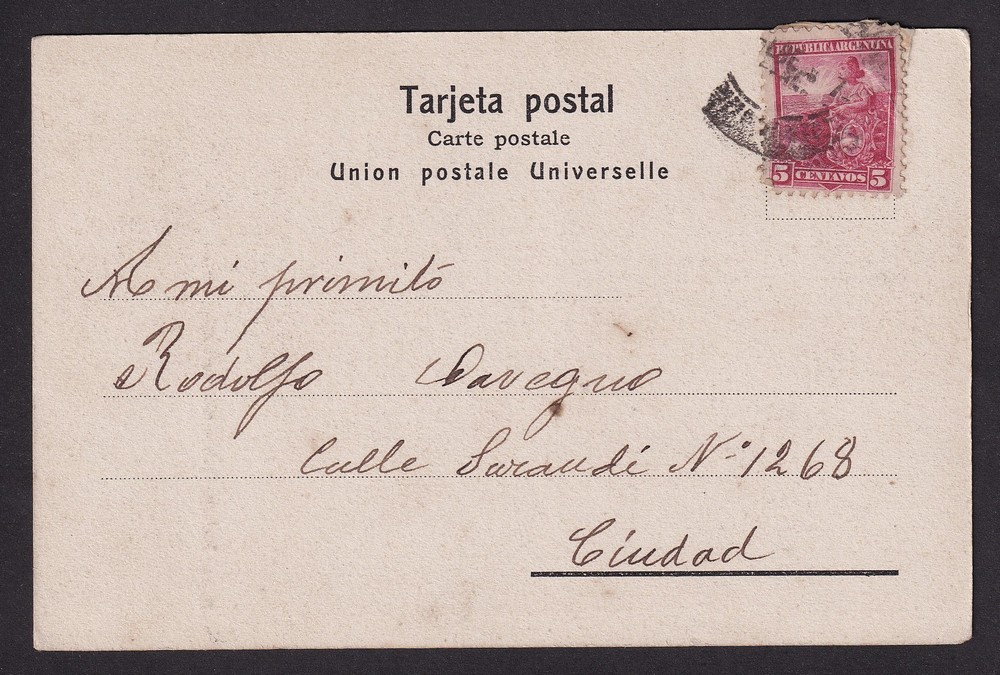 Tarjeta postal
Carte postale
Union postale Universelle
REPUBLICA ARGENTINA
5 CENTAVOS 5
A mi primito
Rodolfo Davegno
Calle Sarandí No. 1268
Ciudad